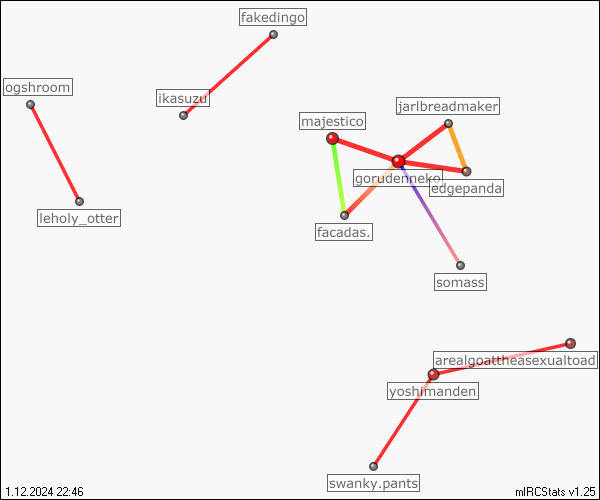 fakedingo
ogshroom
ikasuzu
jarlbreadmaker
majestico
gorudenneko
edgepanda
leholy_otter
facadas.
somass
arealgoattheasexualtoad
yoshimanden
swanky.pants
1.12.2024 22:46
mIRCStats v1.25